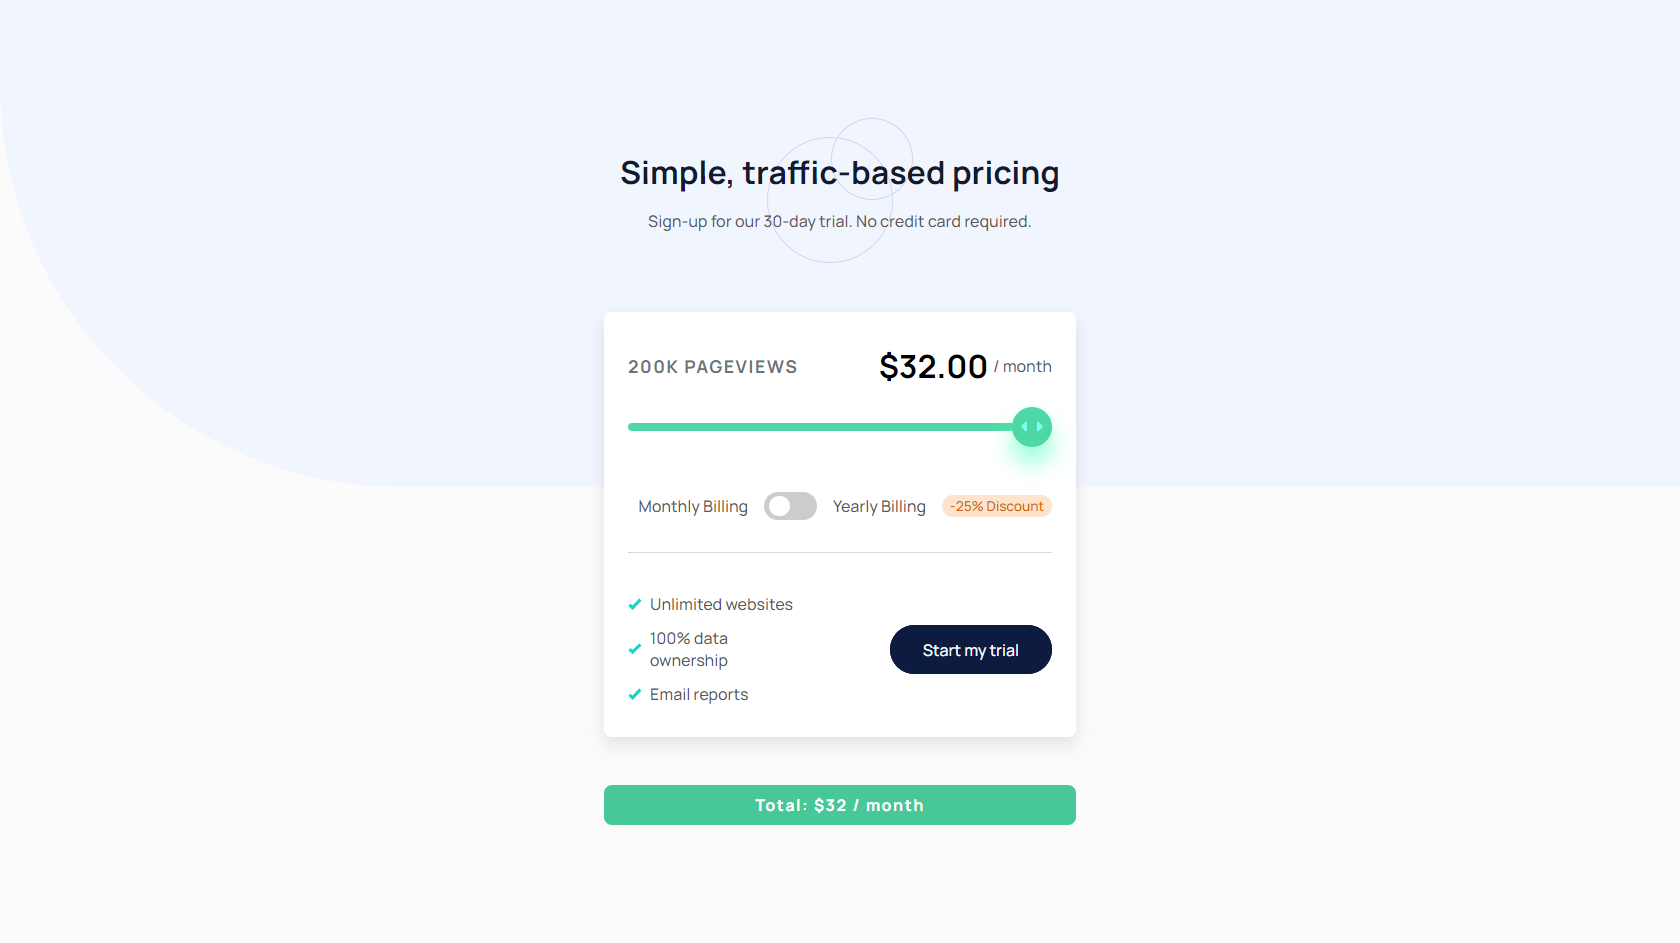 Simple, traffic-based pricing
Sign-up for our 30-day trial. No credit card required.
200K PAGEVIEWS
$32.00 / month
Monthly Billing
Yearly Billing
-25% Discount
Unlimited websites
100% data
ownership
Email reports
Start my trial
Total: $32 / month